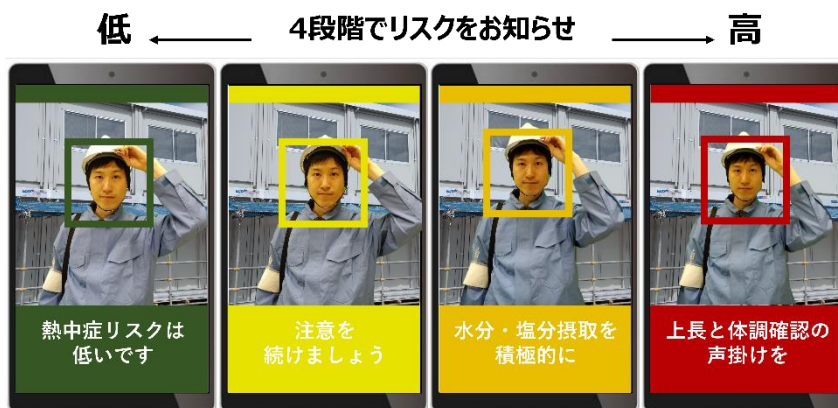 低 ← 4段階でリスクをお知らせ → 高
熱中症リスクは
低いです
注意を
続けましょう
水分・塩分摂取を
積極的に
上長と体調確認の
声掛けを